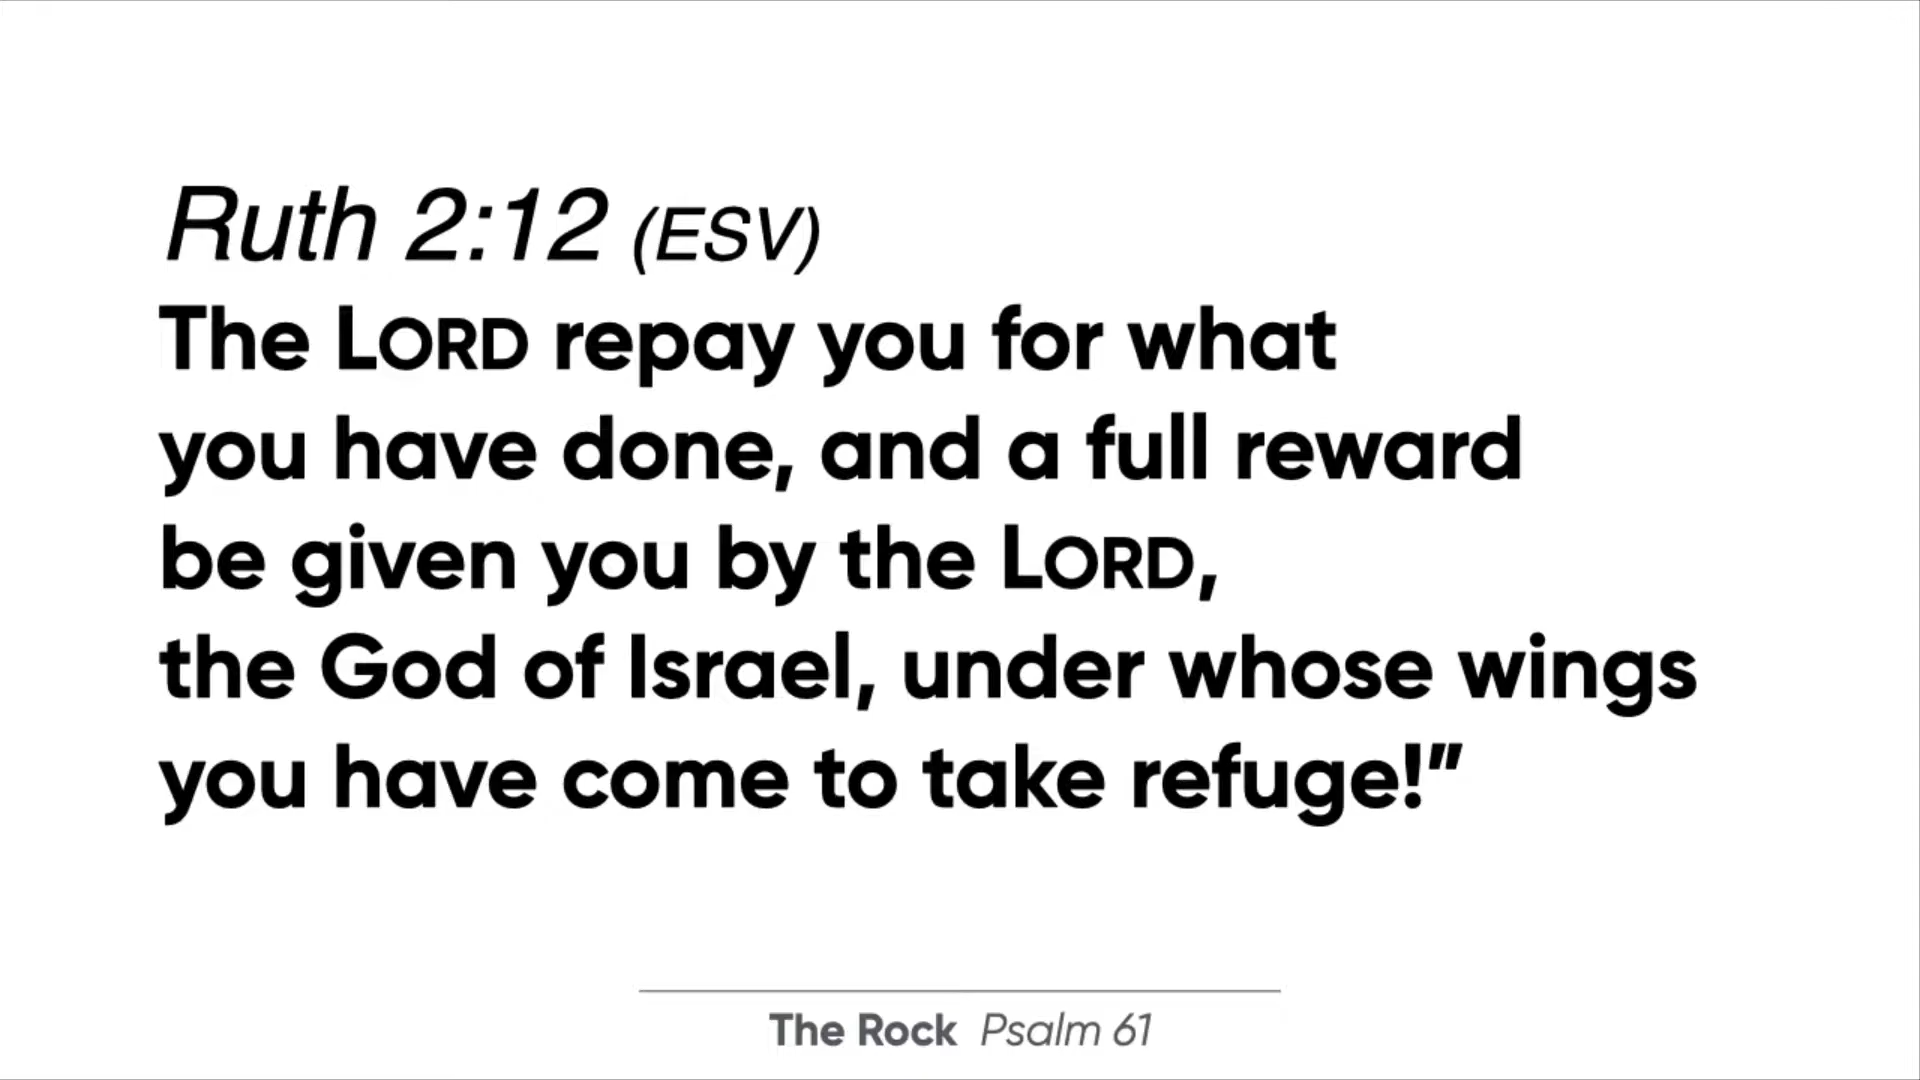 Ruth 2:12 (ESV)
The LORD repay you for what
you have done, and a full reward
be given you by the LORD,
the God of Israel, under whose wings
you have come to take refuge!”
The Rock Psalm 61